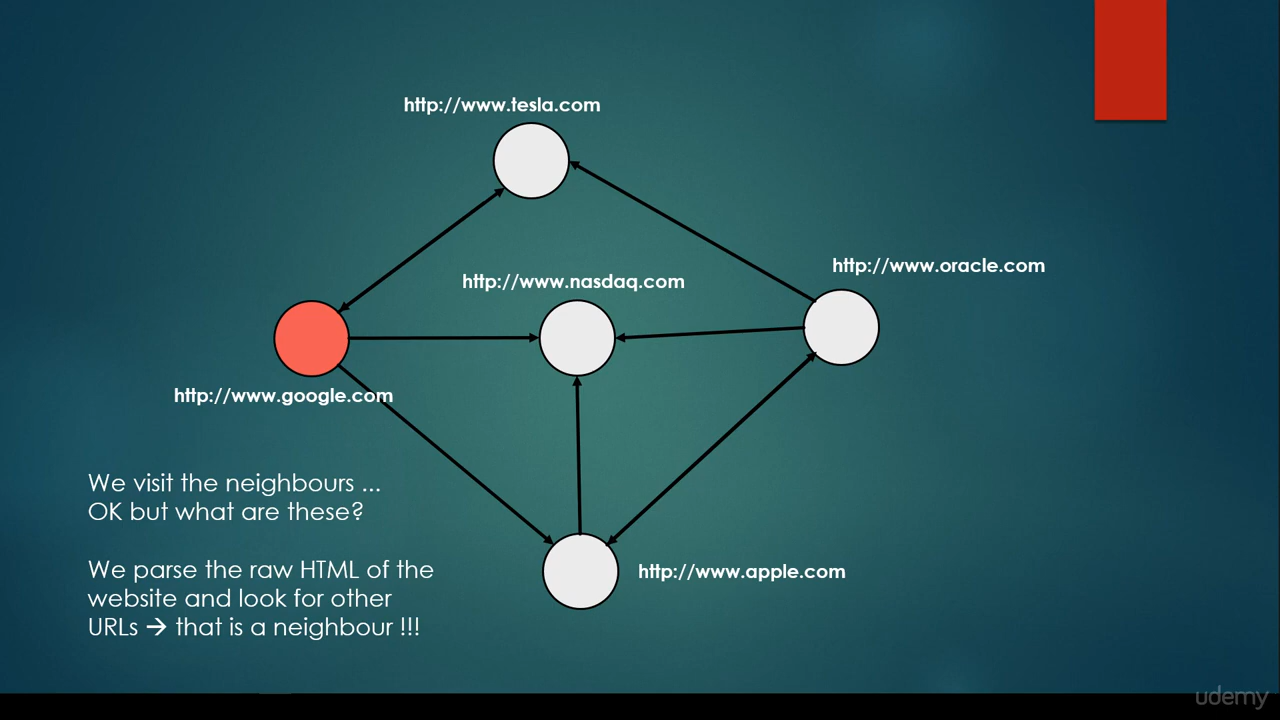 http://www.tesla.com
http://www.oracle.com
http://www.nasdaq.com
http://www.google.com
We visit the neighbours ...
OK but what are these?
We parse the raw HTML of the
website and look for other
URLs → that is a neighbour !!!
http://www.apple.com
udemy